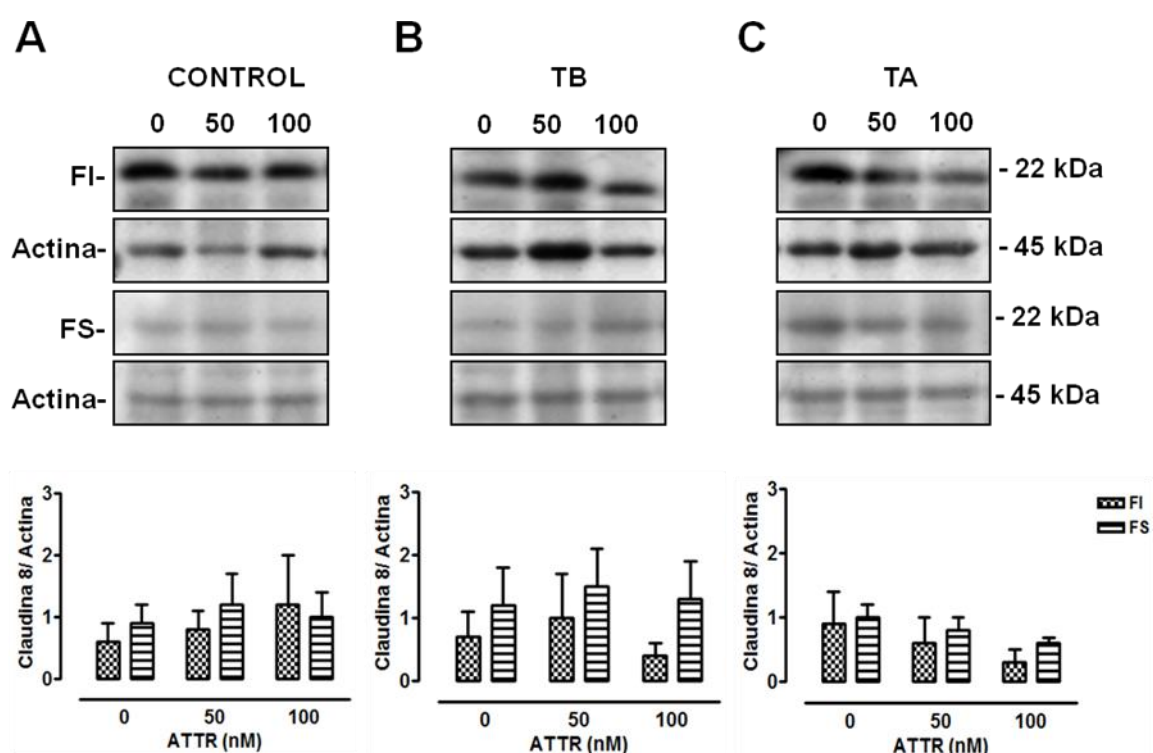 A
B
C
CONTROL
TB
TA
0 50 100
0 50 100
0 50 100
FI-
- 22 kDa
Actina-
- 45 kDa
FS-
- 22 kDa
Actina-
- 45 kDa
Claudina 8/ Actina
3
2
1
0
0 50 100
ATTR (nM)
Claudina 8/ Actina
3
2
1
0
0 50 100
ATTR (nM)
Claudina 8/ Actina
3
2
1
0
0 50 100
ATTR (nM)
FI
FS